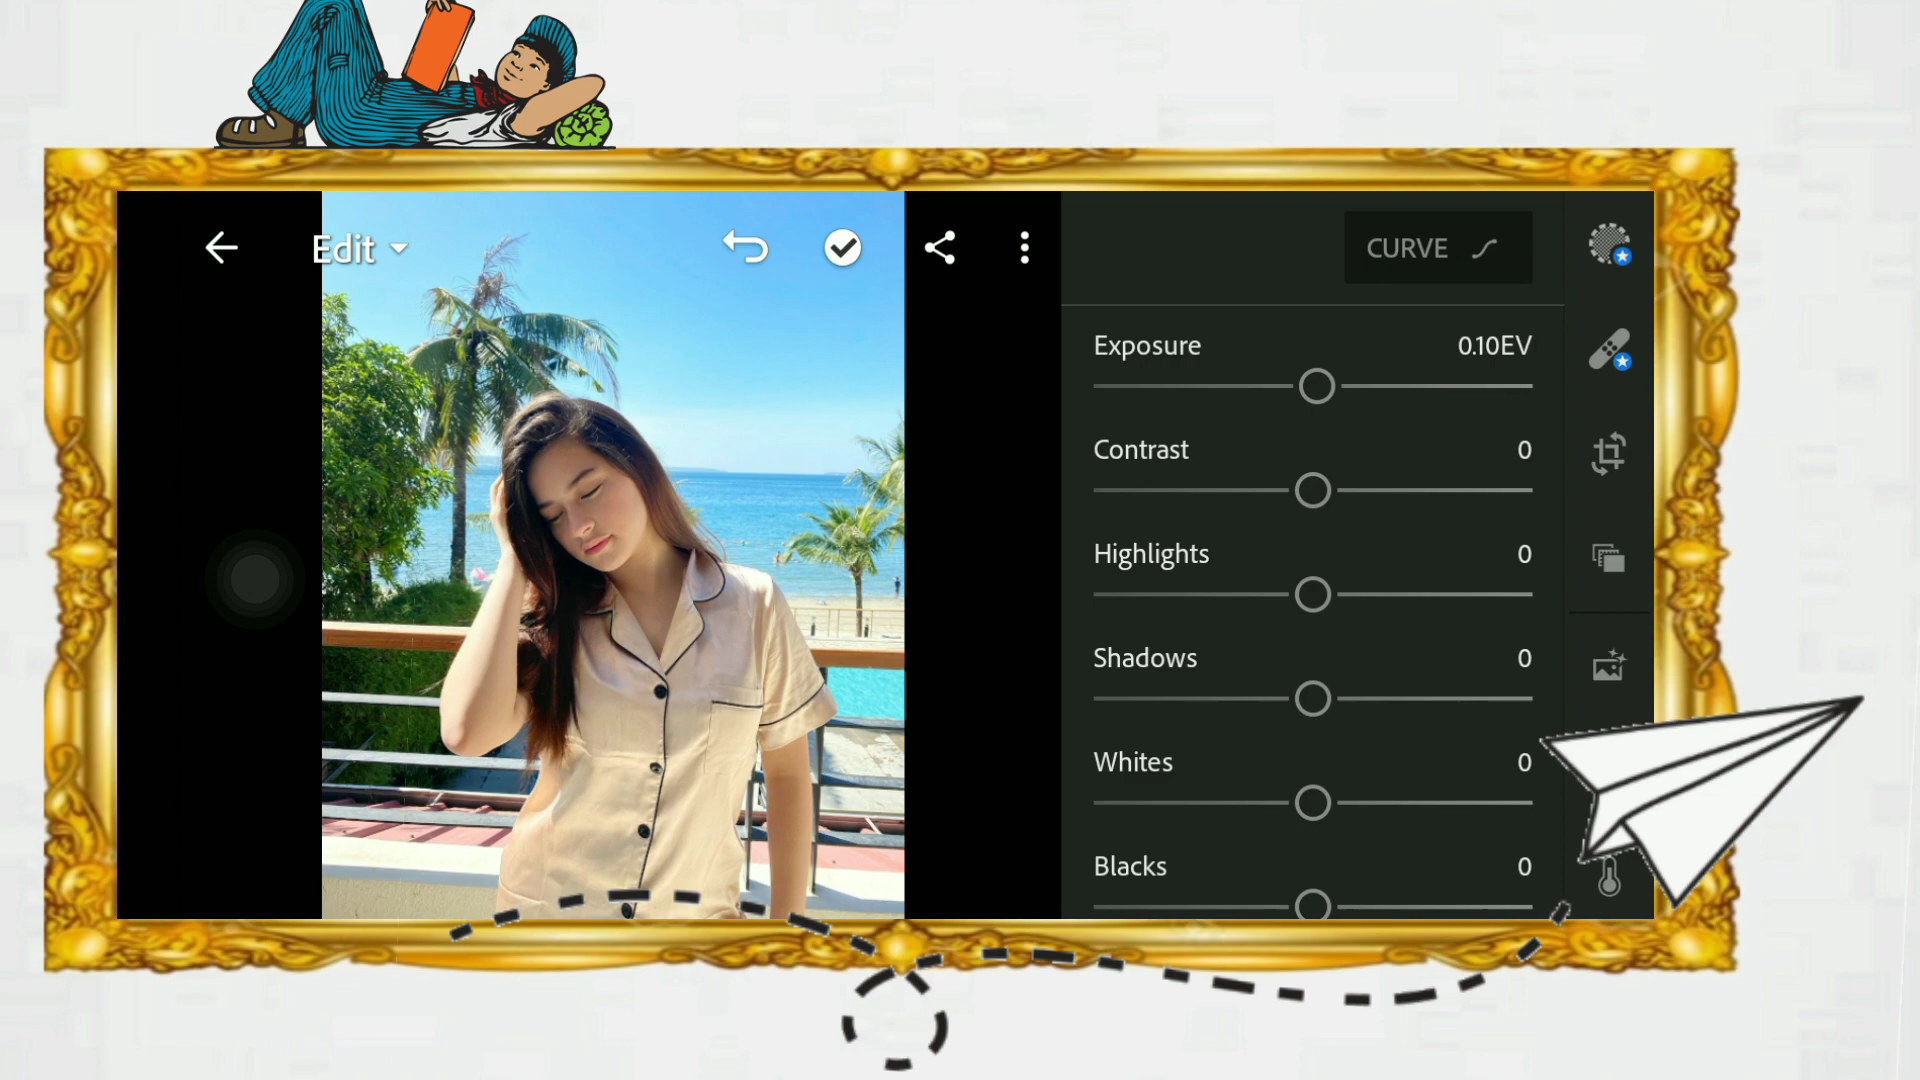 Edit
CURVE
Exposure 0.10EV
Contrast 0
Highlights 0
Shadows 0
Whites 0
Blacks 0